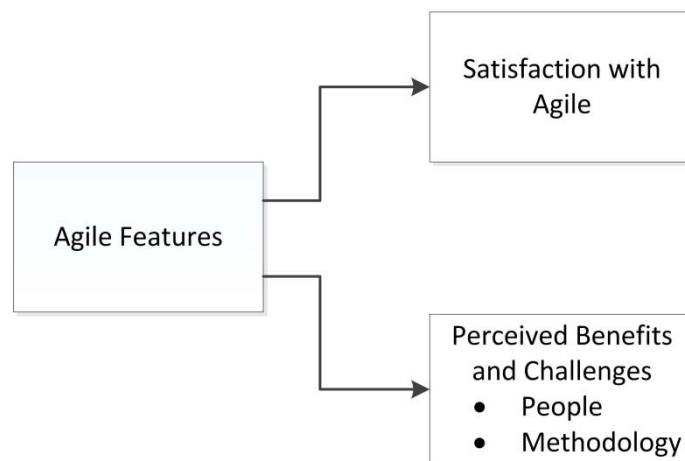 Satisfaction with
Agile
Agile Features
Perceived Benefits
and Challenges
• People
• Methodology